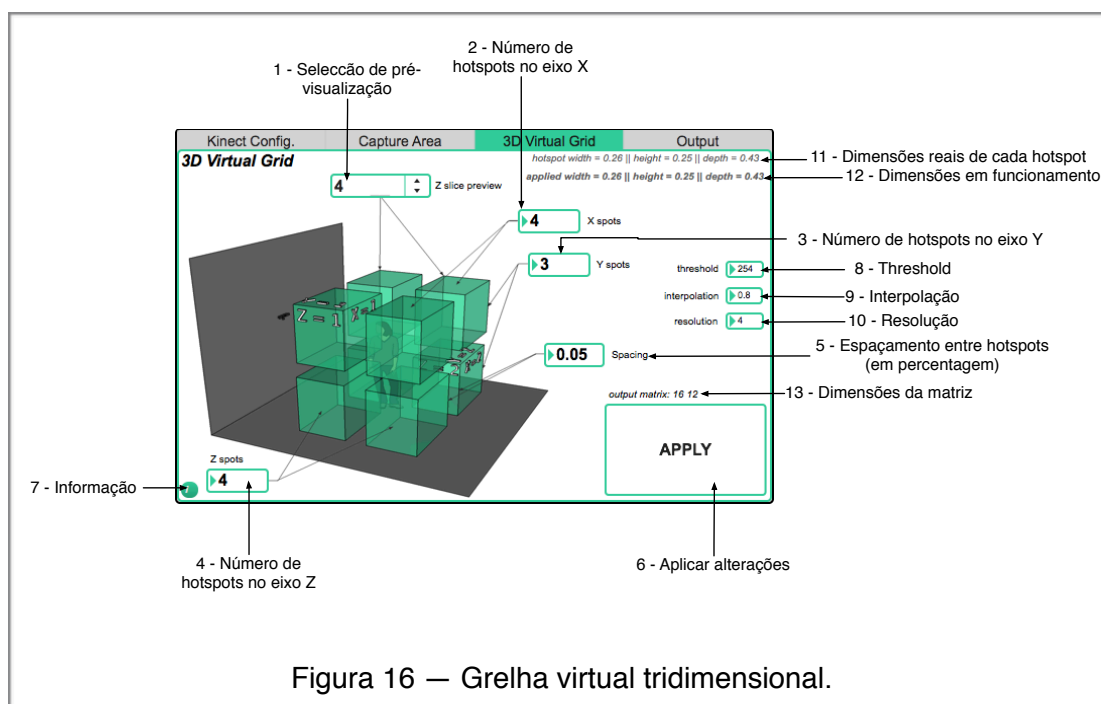 2 - Número de
hotspots no eixo X
1 - Selecção de pré-
visualização
Kinect Config.
Capture Area
3D Virtual Grid
Output
3D Virtual Grid
hotspot width = 0.26 || height = 0.25 || depth = 0.43
11 - Dimensões reais de cada hotspot
applied width = 0.26 || height = 0.25 || depth = 0.43
12 - Dimensões em funcionamento
4
Z slice preview
4
X spots
3 - Número de hotspots no eixo Y
3
Y spots
threshold
254
8 - Threshold
interpolation
0.8
9 - Interpolação
resolution
4
10 - Resolução
Z = 1
X=1
0.05
Spacing
5 - Espaçamento entre hotspots
(em percentagem)
output matrix: 16 12
13 - Dimensões da matriz
APPLY
Z spots
4
7 - Informação
4 - Número de
hotspots no eixo Z
6 - Aplicar alterações
Figura 16 — Grelha virtual tridimensional.